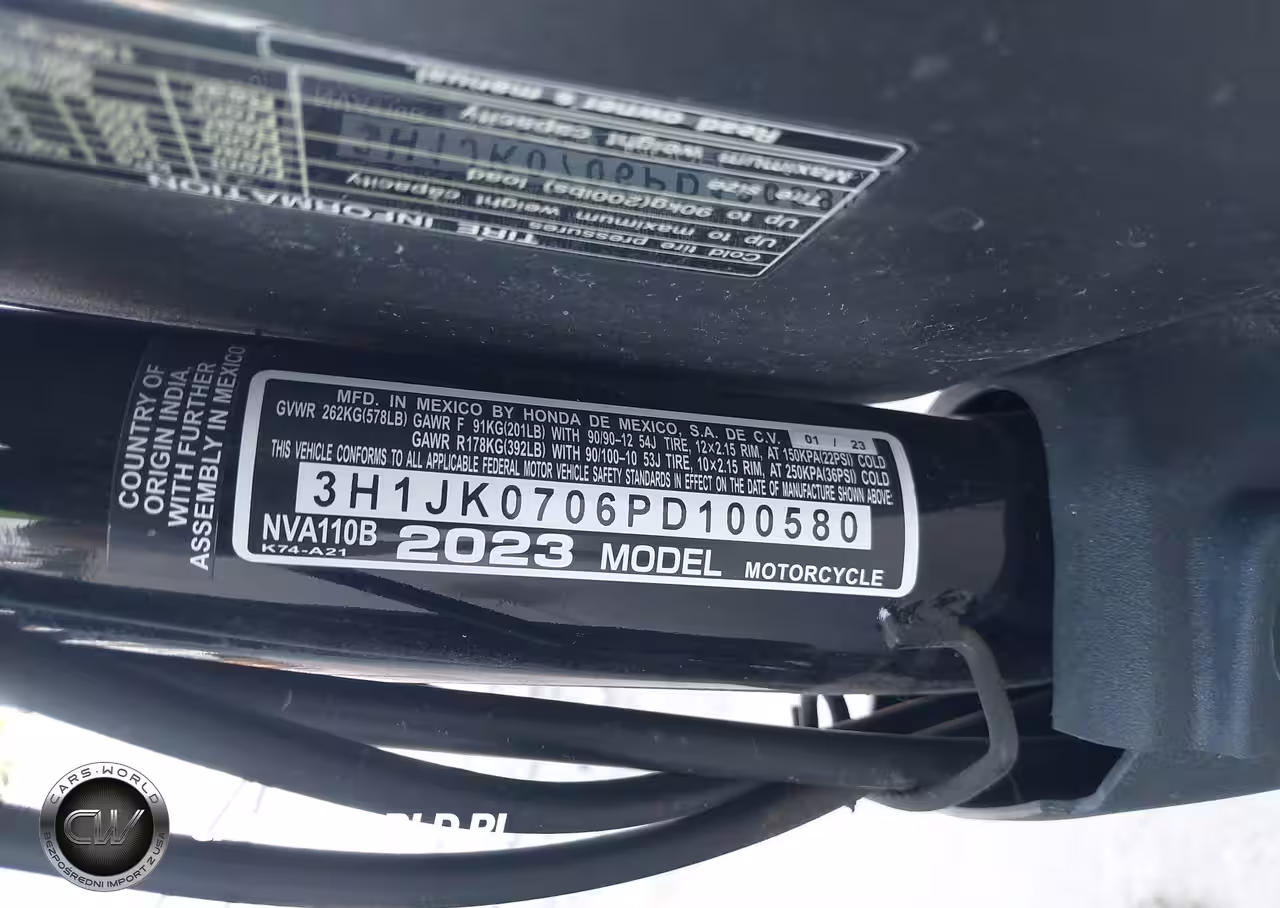 Read owner's manual
Maximum weight capacity
Tire size
Up to 90kg(200lbs) load
Up to maximum weight capacity
Cold tire pressures
TIRE INFORMATION
COUNTRY OF
ORIGIN INDIA,
WITH FURTHER
ASSEMBLY IN MEXICO
MFD. IN MEXICO BY HONDA DE MEXICO, S.A. DE C.V. 01 / 23
GVWR 262KG(578LB) GAWR F 91KG(201LB) WITH 90/90-12 54J TIRE, 12×2.15 RIM, AT 150KPA(22PSI) COLD
GAWR R178KG(392LB) WITH 90/100-10 53J TIRE, 10×2.15 RIM, AT 250KPA(36PSI) COLD
THIS VEHICLE CONFORMS TO ALL APPLICABLE FEDERAL MOTOR VEHICLE SAFETY STANDARDS IN EFFECT ON THE DATE OF MANUFACTURE SHOWN ABOVE:
3H1JK0706PD100580
NVA110B 2023 MODEL MOTORCYCLE
K74-A21
CARS-WORLD
CW
BEZPOŚREDNI IMPORT Z USA